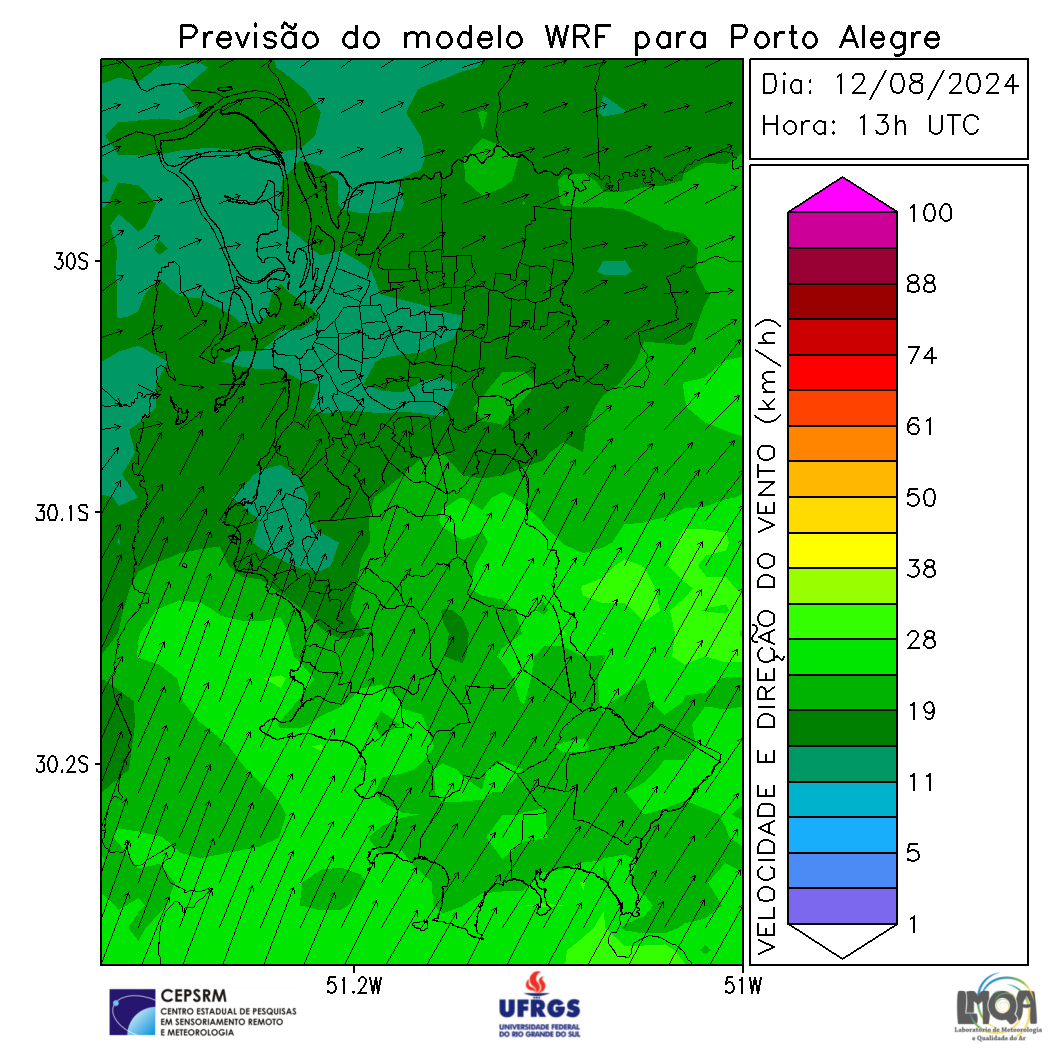 Previsão do modelo WRF para Porto Alegre
Dia: 12/08/2024
Hora: 13h UTC
30S
30.1S
30.2S
51.2W
51W
VELOCIDADE E DIREÇÃO DO VENTO (km/h)
100
88
74
61
50
38
28
19
11
5
1
CEPSRM
CENTRO ESTADUAL DE PESQUISAS
EM SENSORIAMENTO REMOTO
E METEOROLOGIA
UFRGS
UNIVERSIDADE FEDERAL
DO RIO GRANDE DO SUL
LMQA
Laboratório de Meteorologia
e Qualidade do Ar